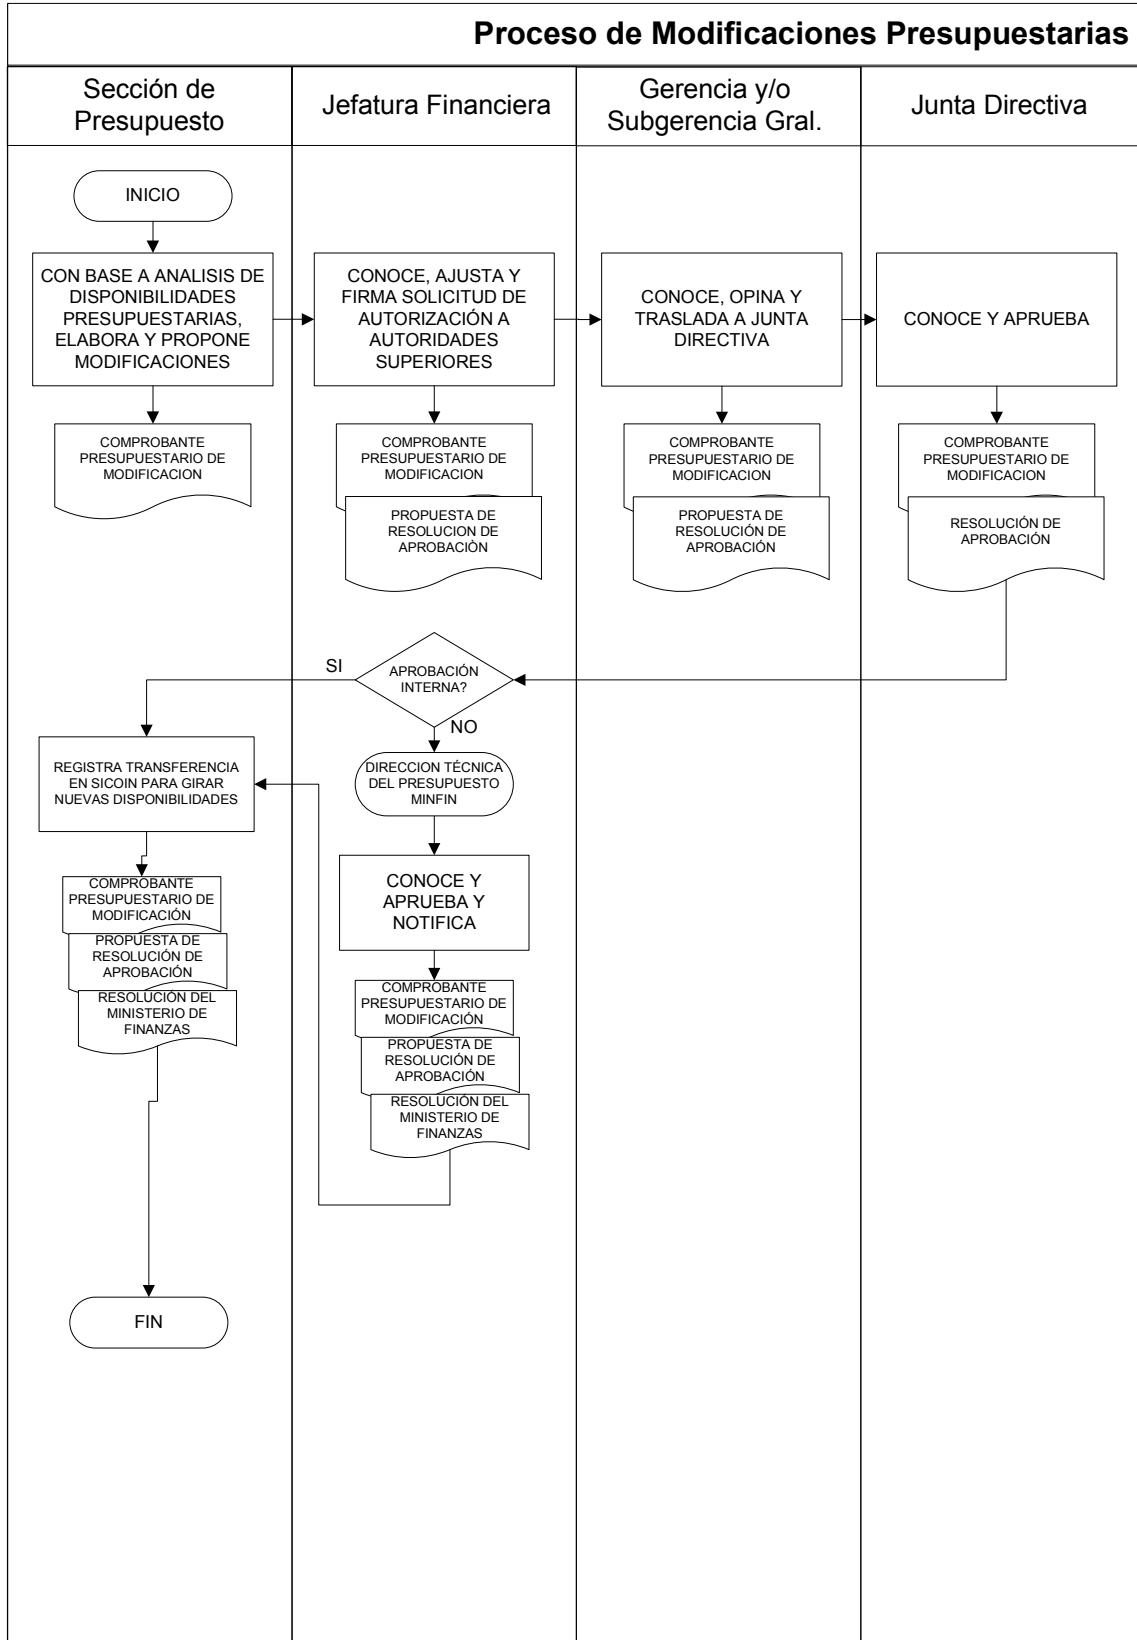 Proceso de Modificaciones Presupuestarias
Sección de
Presupuesto
Jefatura Financiera
Gerencia y/o
Subgerencia Gral.
Junta Directiva
INICIO
CON BASE A ANALISIS DE
DISPONIBILIDADES
PRESUPUESTARIAS,
ELABORA Y PROPONE
MODIFICACIONES
CONOCE, AJUSTA Y
FIRMA SOLICITUD DE
AUTORIZACIÓN A
AUTORIDADES
SUPERIORES
CONOCE, OPINA Y
TRASLADA A JUNTA
DIRECTIVA
CONOCE Y APRUEBA
COMPROBANTE
PRESUPUESTARIO DE
MODIFICACION
COMPROBANTE
PRESUPUESTARIO DE
MODIFICACION
PROPUESTA DE
RESOLUCION DE
APROBACIÒN
COMPROBANTE
PRESUPUESTARIO DE
MODIFICACION
PROPUESTA DE
RESOLUCIÓN DE
APROBACIÓN
COMPROBANTE
PRESUPUESTARIO DE
MODIFICACION
RESOLUCIÓN DE
APROBACIÓN
SI
APROBACIÓN
INTERNA?
NO
REGISTRA TRANSFERENCIA
EN SICOIN PARA GIRAR
NUEVAS DISPONIBILIDADES
DIRECCION TÉCNICA
DEL PRESUPUESTO
MINFIN
CONOCE Y
APRUEBA Y
NOTIFICA
COMPROBANTE
PRESUPUESTARIO DE
MODIFICACIÓN
PROPUESTA DE
RESOLUCIÓN DE
APROBACIÓN
RESOLUCIÓN DEL
MINISTERIO DE
FINANZAS
COMPROBANTE
PRESUPUESTARIO DE
MODIFICACIÓN
PROPUESTA DE
RESOLUCIÓN DE
APROBACIÓN
RESOLUCIÓN DEL
MINISTERIO DE
FINANZAS
FIN